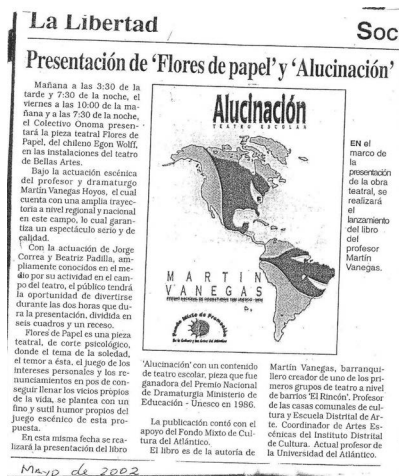 La Libertad
Soc
Presentación de ‘Flores de papel’ y ‘Alucinación’
Mañana a las 3:30 de la
tarde y 7:30 de la noche, el
viernes a las 10:00 de la ma-
ñana y a las 7:30 de la noche,
el Colectivo Onoma presen-
tará la pieza teatral Flores de
Papel, del chileno Egon Wolff,
en las instalaciones del teatro
de Bellas Artes.
Bajo la actuación escénica
del profesor y dramaturgo
Martín Vanegas Hoyos, el cual
cuenta con una amplia trayec-
toria a nivel regional y nacional
en este campo, lo cual garan-
tiza un espectáculo serio y de
calidad.
Con la actuación de Jorge
Correa y Beatriz Padilla, am-
pliamente conocidos en el me-
dio por su actividad en el cam-
po del teatro, el público tendrá
la oportunidad de divertirse
durante las dos horas que du-
ra la presentación, dividida en
seis cuadros y un receso.
Flores de Papel es una pieza
teatral, de corte psicológico,
donde el tema de la soledad,
el temor a ésta, el juego de los
intereses personales y los re-
nunciamientos en pos de con-
seguir llenar los vicios propios
de la vida, se plantea con un
fino y sutil humor propios del
juego escénico de esta pro-
puesta.
En esta misma fecha se rea-
lizará la presentación del libro
Alucinación
TEATRO ESCOLAR
MARTIN
VANEGAS
Fondo Mixto de Promoción
EN el
marco de
la
presentación
de la obra
teatral, se
realizará
el
lanzamiento
del libro
del
profesor
Martín
Vanegas.
‘Alucinación’ con un contenido
de teatro escolar, pieza que fue
ganadora del Premio Nacional
de Dramaturgia Ministerio de
Educación - Unesco en 1986.
La publicación contó con el
apoyo del Fondo Mixto de Cultura
del Atlántico.
El libro es de la autoría de
Martín Vanegas, barranqui-
llero creador de uno de los pri-
meros grupos de teatro a nivel
de barrios ‘El Rincón’. Profesor
de las casas comunales de cul-
tura y Escuela Distrital de Ar-
te. Coordinador de Artes Es-
cénicas del Instituto Distrital
de Cultura. Actual profesor de
la Universidad del Atlántico.
Mayo de 2002